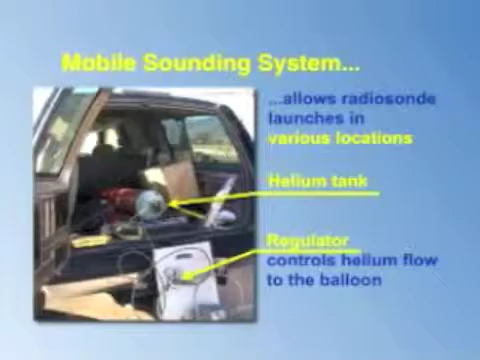 Mobile Sounding System...
...allows radiosonde
launches in
various locations
Helium tank
Regulator
controls helium flow
to the balloon